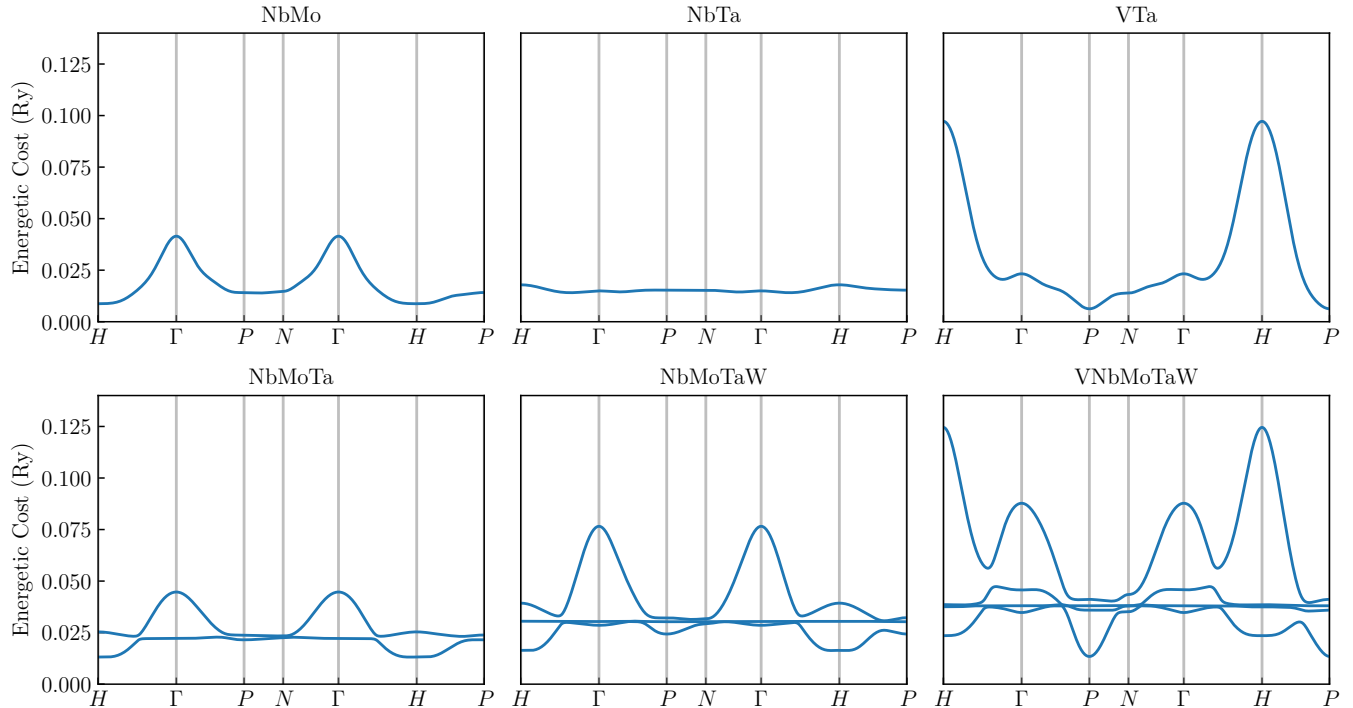 NbMo
NbTa
VTa
Energetic Cost (Ry)
0.125
0.100
0.075
0.050
0.025
0.000
H Γ P N Γ H P
H Γ P N Γ H P
H Γ P N Γ H P
NbMoTa
NbMoTaW
VNbMoTaW
Energetic Cost (Ry)
0.125
0.100
0.075
0.050
0.025
0.000
H Γ P N Γ H P
H Γ P N Γ H P
H Γ P N Γ H P